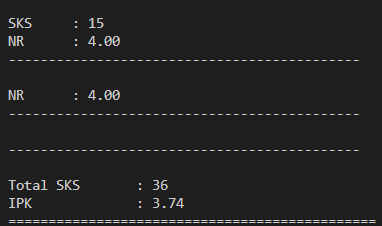 SKS      : 15
NR       : 4.00
--------------------------------------------
NR       : 4.00
--------------------------------------------
--------------------------------------------
Total SKS       : 36
IPK             : 3.74
==============================================